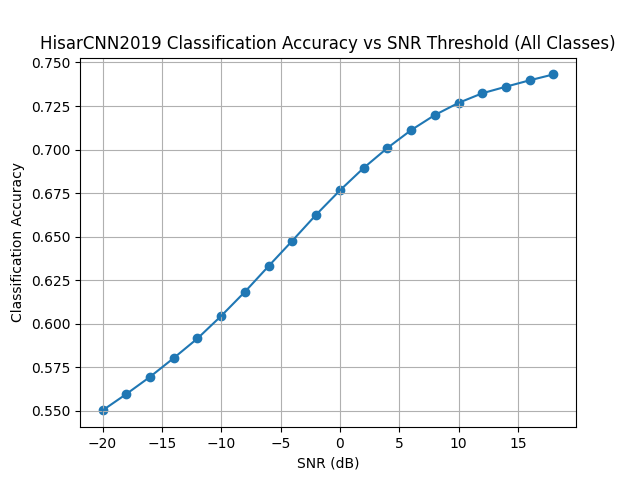 HisarCNN2019 Classification Accuracy vs SNR Threshold (All Classes)
0.750
0.725
0.700
0.675
0.650
0.625
0.600
0.575
0.550
Classification Accuracy
−20 −15 −10 −5 0 5 10 15
SNR (dB)